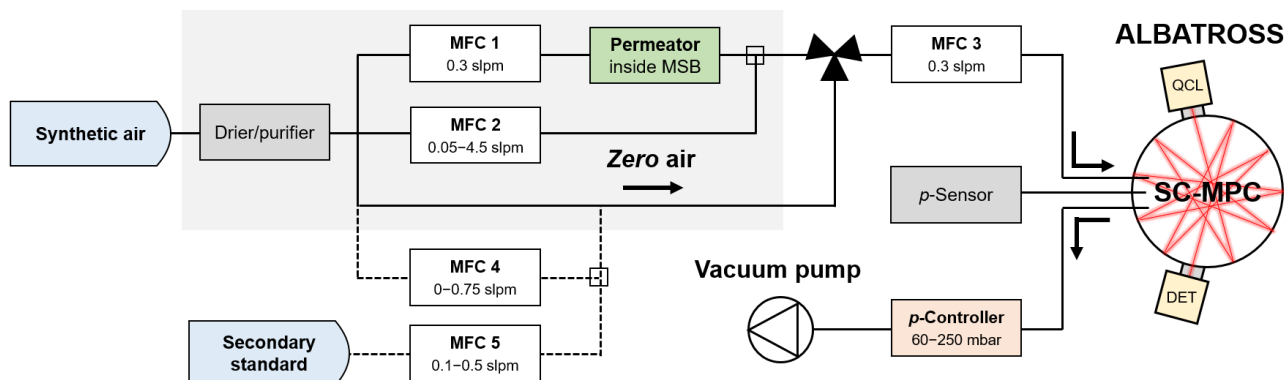 MFC 1
0.3 slpm
Permeator
inside MSB
MFC 3
0.3 slpm
ALBATROSS
QCL
Synthetic air
Drier/purifier
MFC 2
0.05−4.5 slpm
Zero air
p-Sensor
SC-MPC
MFC 4
0−0.75 slpm
Vacuum pump
DET
Secondary
standard
MFC 5
0.1−0.5 slpm
p-Controller
60−250 mbar